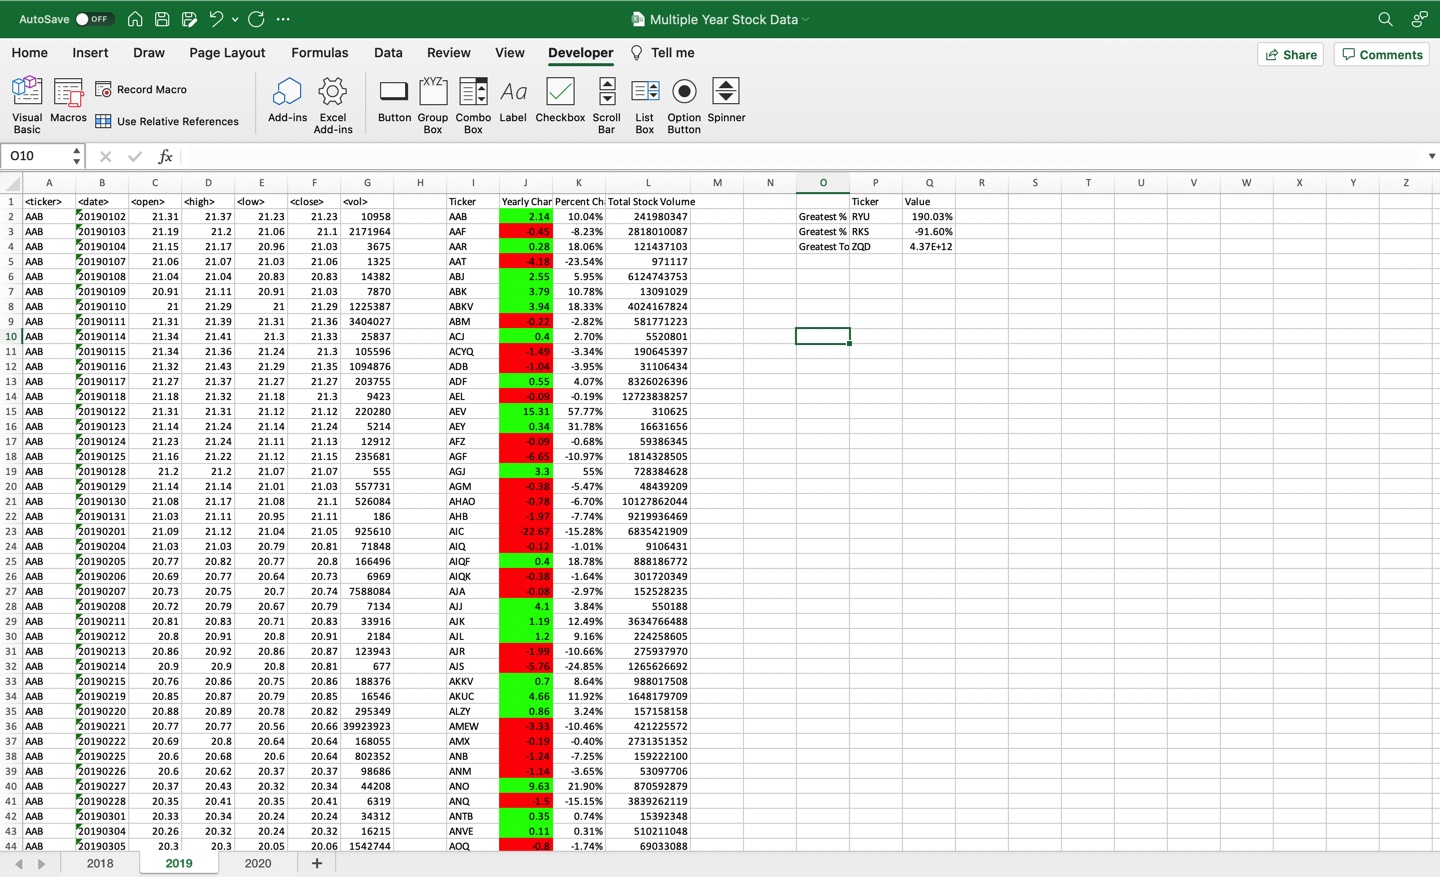 AutoSave OFF Multiple Year Stock Data
Home Insert Draw Page Layout Formulas Data Review View Developer Tell me Share Comments
Visual Basic Macros Record Macro Use Relative References Add-ins Excel Add-ins Button Group Box Combo Box Label Checkbox Scroll Bar List Box Option Button Spinner
O10 fx
A B C D E F G H I J K L M N O P Q R S T U V W X Y Z
1 <ticker> <date> <open> <high> <low> <close> <vol> Ticker Yearly Char Percent Ch Total Stock Volume Ticker Value
2 AAB 20190102 21.31 21.37 21.23 21.23 10958 AAB 2.14 10.04% 241980347 Greatest % RYU 190.03%
3 AAB 20190103 21.19 21.2 21.06 21.1 2171964 AAF -0.45 -8.23% 2818010087 Greatest % RKS -91.60%
4 AAB 20190104 21.15 21.17 20.96 21.03 3675 AAR 0.28 18.06% 121437103 Greatest To ZQD 4.37E+12
5 AAB 20190107 21.06 21.07 21.03 21.06 1325 AAT -4.18 -23.54% 971117
6 AAB 20190108 21.04 21.04 20.83 20.83 14382 ABJ 2.55 5.95% 6124743753
7 AAB 20190109 20.91 21.11 20.91 21.03 7870 ABK 3.79 10.78% 13091029
8 AAB 20190110 21 21.29 21 21.29 1225387 ABKV 3.94 18.33% 4024167824
9 AAB 20190111 21.31 21.39 21.31 21.36 3404027 ABM -0.22 -2.82% 581771223
10 AAB 20190114 21.34 21.41 21.3 21.33 25837 ACJ 0.4 2.70% 5520801
11 AAB 20190115 21.34 21.36 21.24 21.3 105596 ACYQ -1.49 -3.34% 190645397
12 AAB 20190116 21.32 21.43 21.29 21.35 1094876 ADB -1.04 -3.95% 31106434
13 AAB 20190117 21.27 21.37 21.27 21.27 203755 ADF 0.55 4.07% 8326026396
14 AAB 20190118 21.18 21.32 21.18 21.3 9423 AEL -0.09 -0.19% 12723838257
15 AAB 20190122 21.31 21.31 21.12 21.12 220280 AEV 15.31 57.77% 310625
16 AAB 20190123 21.14 21.24 21.14 21.24 5214 AEY 0.34 31.78% 16631656
17 AAB 20190124 21.23 21.24 21.11 21.13 12912 AFZ -0.09 -0.68% 59386345
18 AAB 20190125 21.16 21.22 21.12 21.15 235681 AGF -6.65 -10.97% 1814328505
19 AAB 20190128 21.2 21.2 21.07 21.07 555 AGJ 3.3 55% 728384628
20 AAB 20190129 21.14 21.14 21.01 21.03 557731 AGM -0.38 -5.47% 48439209
21 AAB 20190130 21.08 21.17 21.08 21.1 526084 AHAO -0.78 -6.70% 10127862044
22 AAB 20190131 21.03 21.11 20.95 21.11 186 AHB -1.97 -7.74% 9219936469
23 AAB 20190201 21.09 21.12 21.04 21.05 925610 AIC -22.67 -15.28% 6835421909
24 AAB 20190204 21.03 21.03 20.79 20.81 71848 AIQ -0.12 -1.01% 9106431
25 AAB 20190205 20.77 20.82 20.77 20.8 166496 AIQF 0.4 18.78% 888186772
26 AAB 20190206 20.69 20.77 20.64 20.73 6969 AIQK -0.38 -1.64% 301720349
27 AAB 20190207 20.73 20.75 20.7 20.74 7588084 AJA -0.08 -2.97% 152528235
28 AAB 20190208 20.72 20.79 20.67 20.79 7134 AJJ 4.1 3.84% 550188
29 AAB 20190211 20.81 20.83 20.71 20.83 33916 AJK 1.19 12.49% 3634766488
30 AAB 20190212 20.8 20.91 20.8 20.91 2184 AJL 1.2 9.16% 224258605
31 AAB 20190213 20.86 20.92 20.86 20.87 123943 AJR -1.99 -10.66% 275937970
32 AAB 20190214 20.9 20.9 20.8 20.81 677 AJS -5.76 -24.85% 1265626692
33 AAB 20190215 20.76 20.86 20.75 20.86 188376 AKKV 0.7 8.64% 988017508
34 AAB 20190219 20.85 20.87 20.79 20.85 16546 AKUC 4.66 11.92% 1648179709
35 AAB 20190220 20.88 20.89 20.78 20.82 295349 ALZY 0.86 3.24% 157158158
36 AAB 20190221 20.77 20.77 20.56 20.66 39923923 AMEW -3.33 -10.46% 421225572
37 AAB 20190222 20.69 20.8 20.64 20.64 168055 AMX -0.19 -0.40% 2731351352
38 AAB 20190225 20.6 20.68 20.6 20.64 802352 ANB -1.24 -7.25% 159222100
39 AAB 20190226 20.6 20.62 20.37 20.37 98686 ANM -1.14 -3.65% 53097706
40 AAB 20190227 20.37 20.43 20.32 20.34 44208 ANO 9.63 21.90% 870592879
41 AAB 20190228 20.35 20.41 20.35 20.41 6319 ANQ -1.5 -15.15% 3839262119
42 AAB 20190301 20.33 20.34 20.24 20.24 34312 ANTB 0.35 0.74% 15392348
43 AAB 20190304 20.26 20.32 20.24 20.32 16215 ANVE 0.11 0.31% 510211048
44 AAB 20190305 20.3 20.3 20.05 20.06 1542744 AOQ -0.8 -1.74% 69033088
2018 2019 2020 +